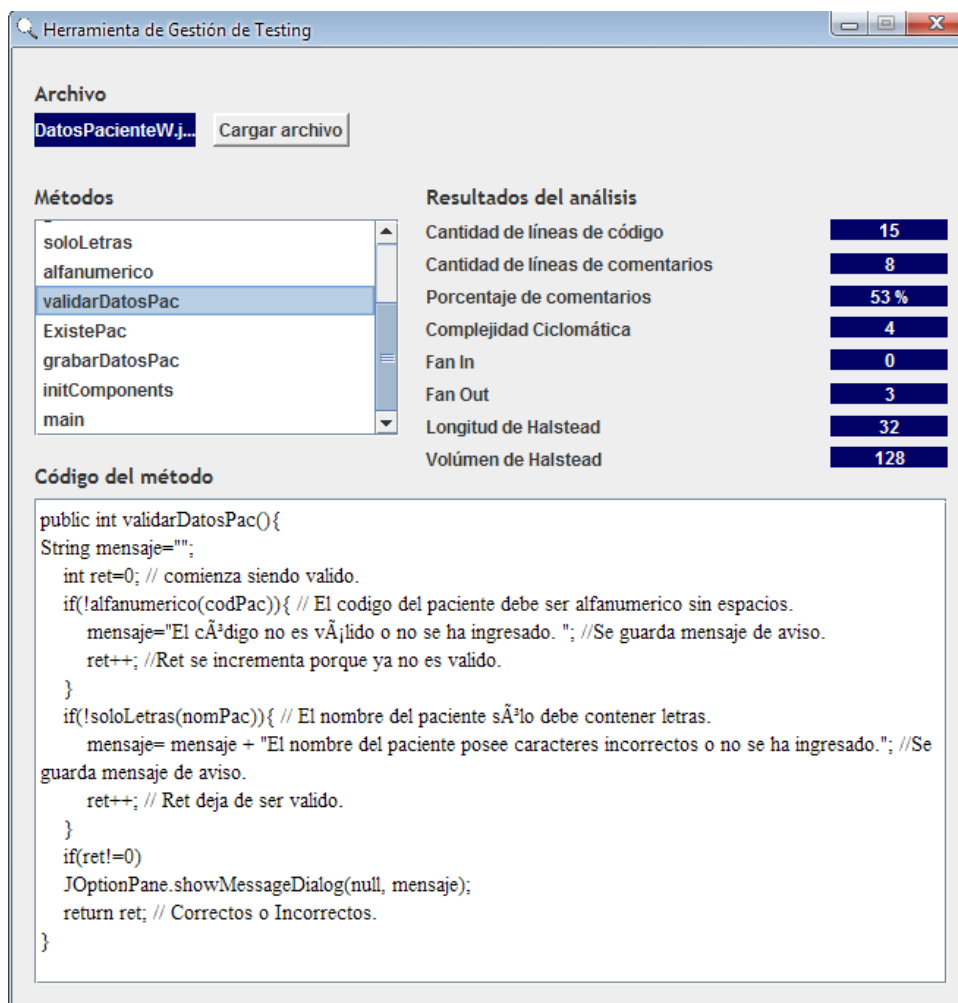 Herramienta de Gestión de Testing
Archivo
DatosPacienteW.j...
Cargar archivo
Métodos
soloLetras
alfanumerico
validarDatosPac
ExistePac
grabarDatosPac
initComponents
main
Resultados del análisis
Cantidad de líneas de código 15
Cantidad de líneas de comentarios 8
Porcentaje de comentarios 53 %
Complejidad Ciclomática 4
Fan In 0
Fan Out 3
Longitud de Halstead 32
Volúmen de Halstead 128
Código del método
public int validarDatosPac(){
String mensaje="";
int ret=0; // comienza siendo valido.
if(!alfanumerico(codPac)){ // El codigo del paciente debe ser alfanumerico sin espacios.
mensaje="El cÃ³digo no es vÃ¡lido o no se ha ingresado. "; //Se guarda mensaje de aviso.
ret++; //Ret se incrementa porque ya no es valido.
}
if(!soloLetras(nomPac)){ // El nombre del paciente sÃ³lo debe contener letras.
mensaje= mensaje + "El nombre del paciente posee caracteres incorrectos o no se ha ingresado."; //Se
guarda mensaje de aviso.
ret++; // Ret deja de ser valido.
}
if(ret!=0)
JOptionPane.showMessageDialog(null, mensaje);
return ret; // Correctos o Incorrectos.
}